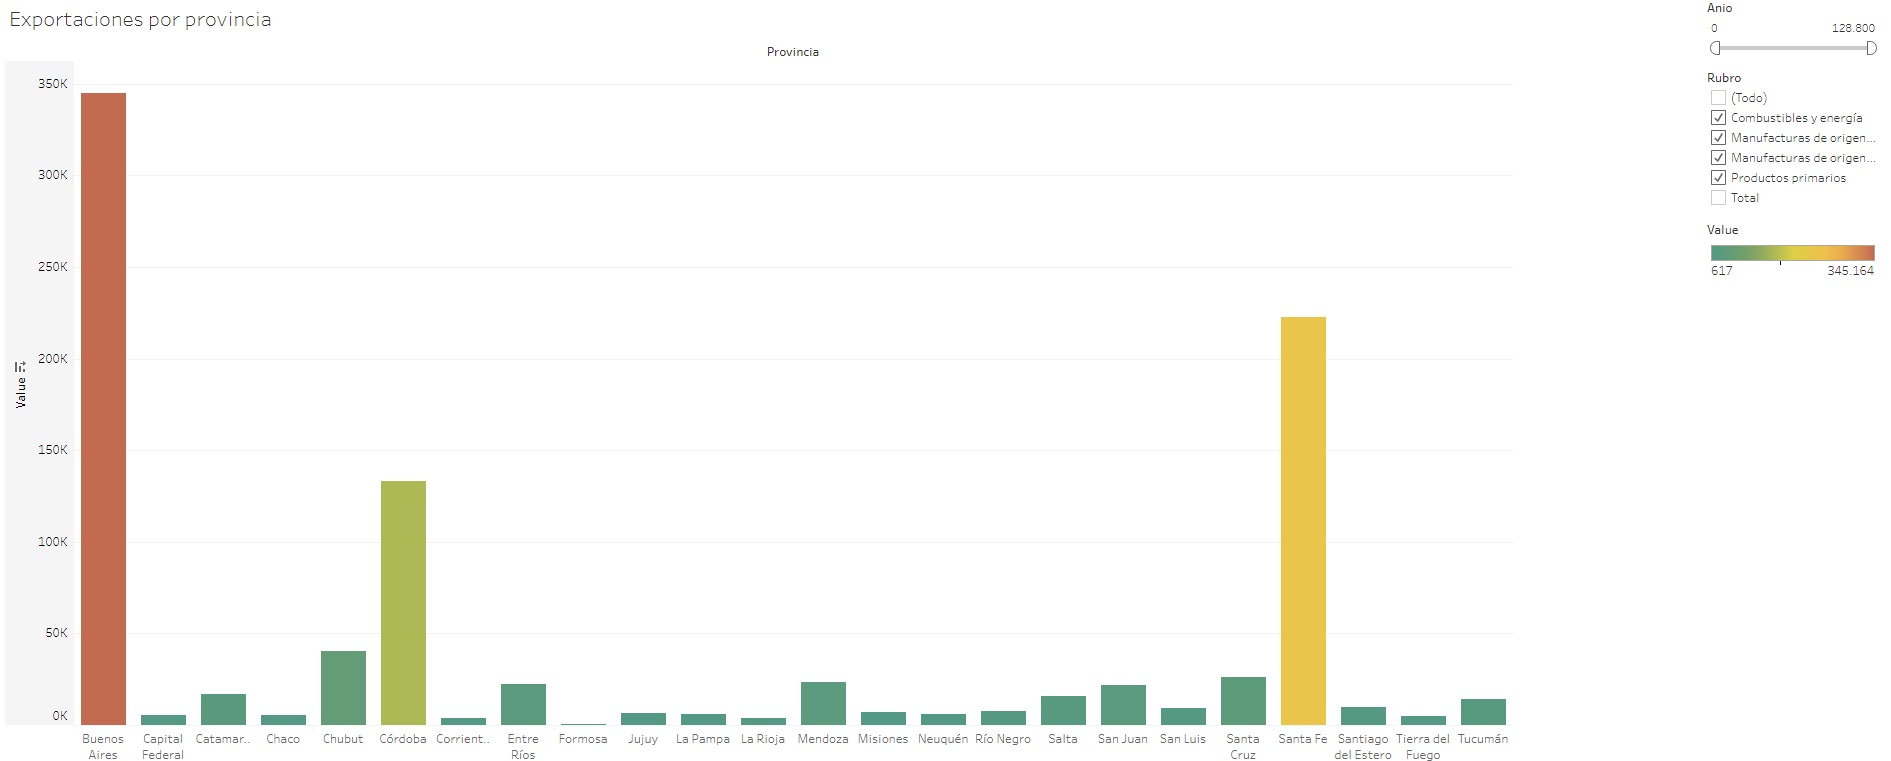 Exportaciones por provincia
Provincia
350K
300K
250K
200K
150K
100K
50K
0K
Value
Buenos Aires
Capital Federal
Catamar..
Chaco
Chubut
Córdoba
Corrient..
Entre Ríos
Formosa
Jujuy
La Pampa
La Rioja
Mendoza
Misiones
Neuquén
Río Negro
Salta
San Juan
San Luis
Santa Cruz
Santa Fe
Santiago del Estero
Tierra del Fuego
Tucumán
Anio
0 128.800
Rubro
(Todo)
Combustibles y energía
Manufacturas de origen...
Manufacturas de origen...
Productos primarios
Total
Value
617 345.164